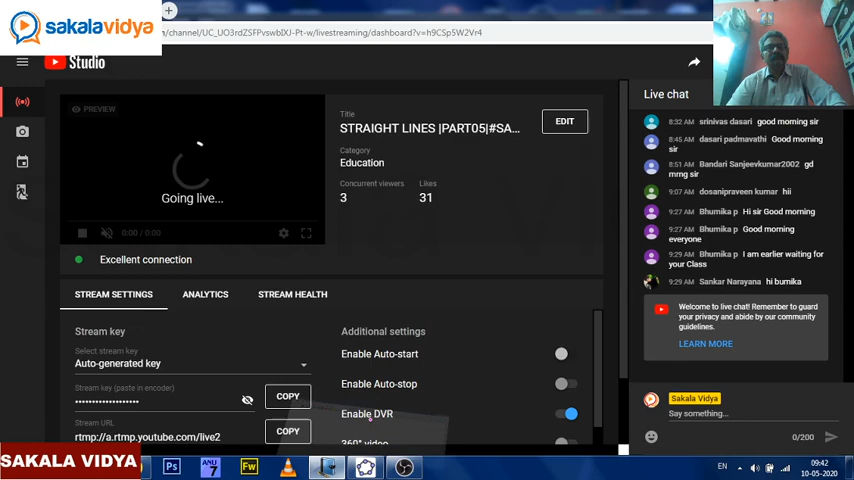 sakalavidya
m/channel/UC_UO3rdZSFPvswbIXJ-Pt-w/livestreaming/dashboard?v=h9CSp5W2Vr4
Studio
PREVIEW
Going live...
0:00 / 0:00
Excellent connection
Title
STRAIGHT LINES |PART05|#SA...
EDIT
Category
Education
Concurrent viewers
Likes
3
31
STREAM SETTINGS
ANALYTICS
STREAM HEALTH
Stream key
Select stream key
Auto-generated key
Stream key (paste in encoder)
••••••••••••••••••••
COPY
Stream URL
rtmp://a.rtmp.youtube.com/live2
COPY
Additional settings
Enable Auto-start
Enable Auto-stop
Enable DVR
360° video
Live chat
8:32 AM srinivas dasari good morning
sir
8:45 AM dasari padmavathi Good morning
sir
8:51 AM Bandari Sanjeevkumar2002 gd
mrng sir
9:07 AM dosanipraveen kumar hii
9:27 AM Bhumika p Hi sir Good morning
9:27 AM Bhumika p Good morning
everyone
9:29 AM Bhumika p I am earlier waiting for
your Class
9:29 AM Sankar Narayana hi bumika
Welcome to live chat! Remember to guard
your privacy and abide by our community
guidelines.
LEARN MORE
Sakala Vidya
Say something...
0/200
SAKALA VIDYA
Ps
ANU
7
Fw
EN
09:42
10-05-2020